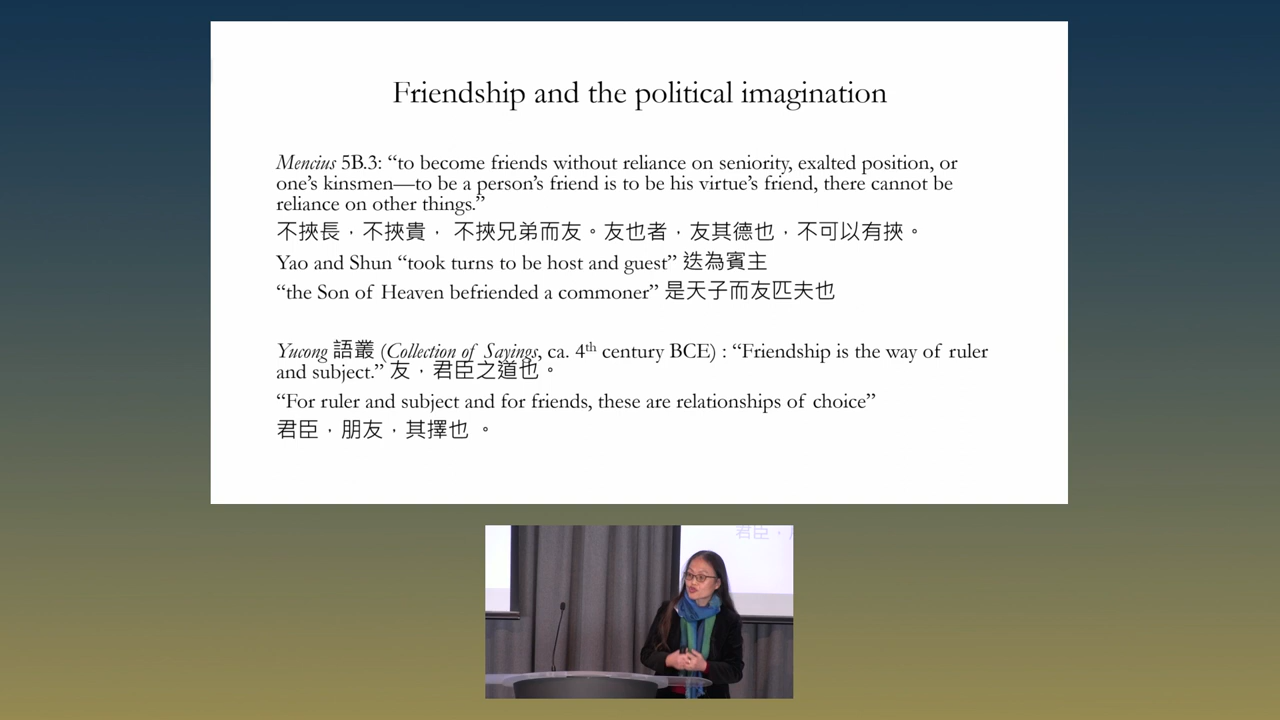 Friendship and the political imagination
Mencius 5B.3: “to become friends without reliance on seniority, exalted position, or
one’s kinsmen—to be a person’s friend is to be his virtue’s friend, there cannot be
reliance on other things.”
不挾長，不挾貴， 不挾兄弟而友。友也者，友其德也，不可以有挾。
Yao and Shun “took turns to be host and guest” 迭為賓主
“the Son of Heaven befriended a commoner” 是天子而友匹夫也
Yucong 語叢 (Collection of Sayings, ca. 4th century BCE) : “Friendship is the way of ruler
and subject.” 友，君臣之道也。
“For ruler and subject and for friends, these are relationships of choice”
君臣，朋友，其擇也 。
君臣，